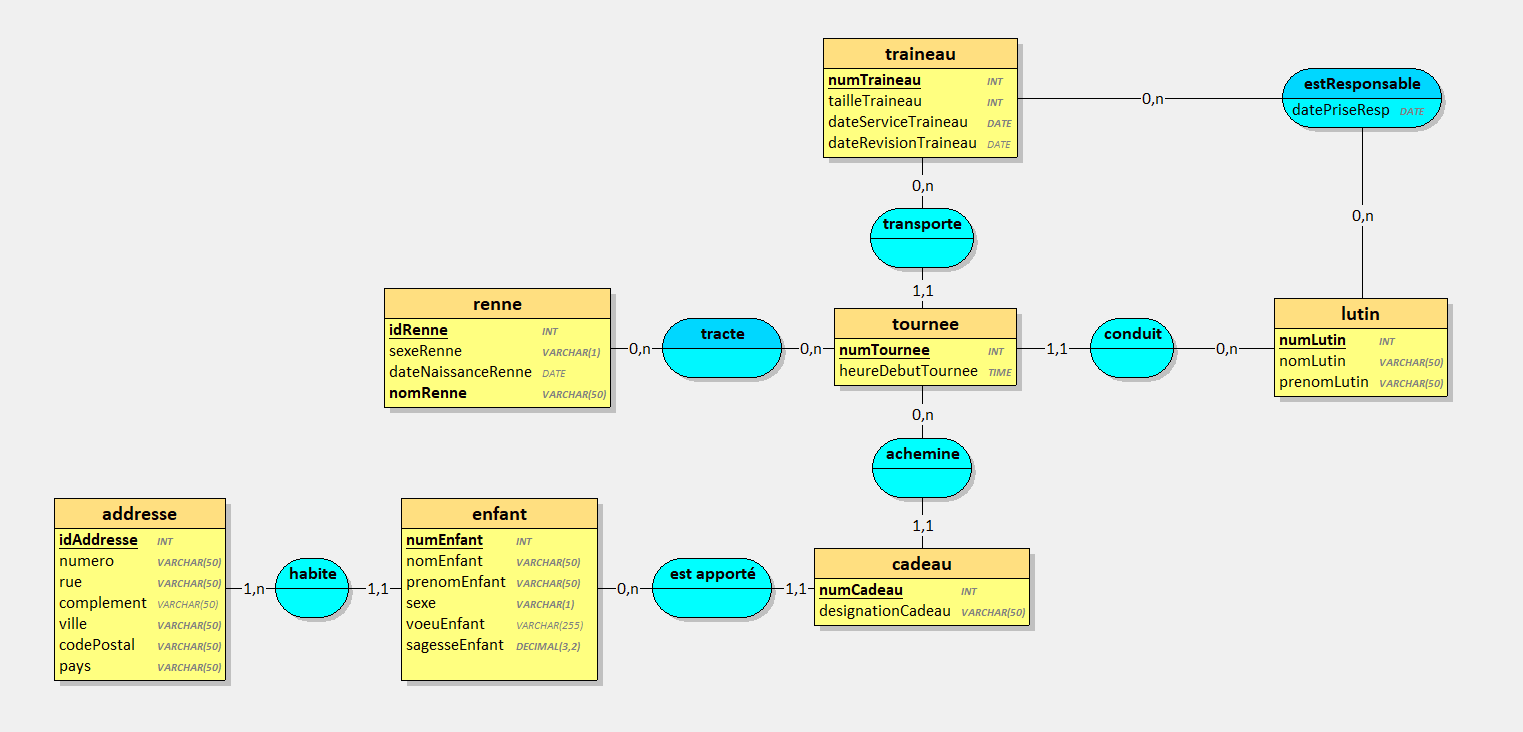 traineau
numTraineau INT
tailleTraineau INT
dateServiceTraineau DATE
dateRevisionTraineau DATE
0,n
estResponsable
datePriseResp DATE
0,n
transporte
0,n
1,1
renne
idRenne INT
sexeRenne VARCHAR(1)
dateNaissanceRenne DATE
nomRenne VARCHAR(50)
0,n
tracte
0,n
tournee
numTournee INT
heureDebutTournee TIME
1,1
conduit
0,n
lutin
numLutin INT
nomLutin VARCHAR(50)
prenomLutin VARCHAR(50)
0,n
achemine
1,1
addresse
idAddresse INT
numero VARCHAR(50)
rue VARCHAR(50)
complement VARCHAR(50)
ville VARCHAR(50)
codePostal VARCHAR(50)
pays VARCHAR(50)
1,n
habite
1,1
enfant
numEnfant INT
nomEnfant VARCHAR(50)
prenomEnfant VARCHAR(50)
sexe VARCHAR(1)
voeuEnfant VARCHAR(255)
sagesseEnfant DECIMAL(3,2)
0,n
est apporté
1,1
cadeau
numCadeau INT
designationCadeau VARCHAR(50)